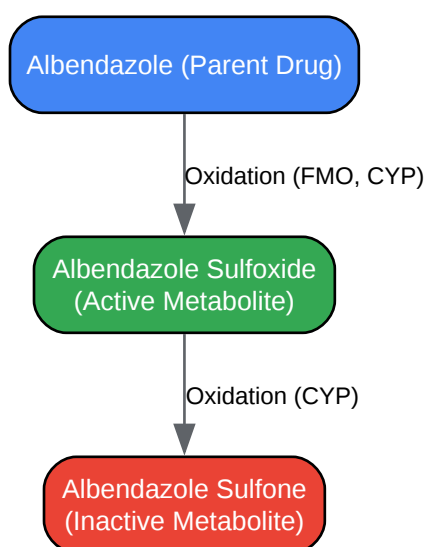 Albendazole (Parent Drug)
Oxidation (FMO, CYP)
Albendazole Sulfoxide
(Active Metabolite)
Oxidation (CYP)
Albendazole Sulfone
(Inactive Metabolite)